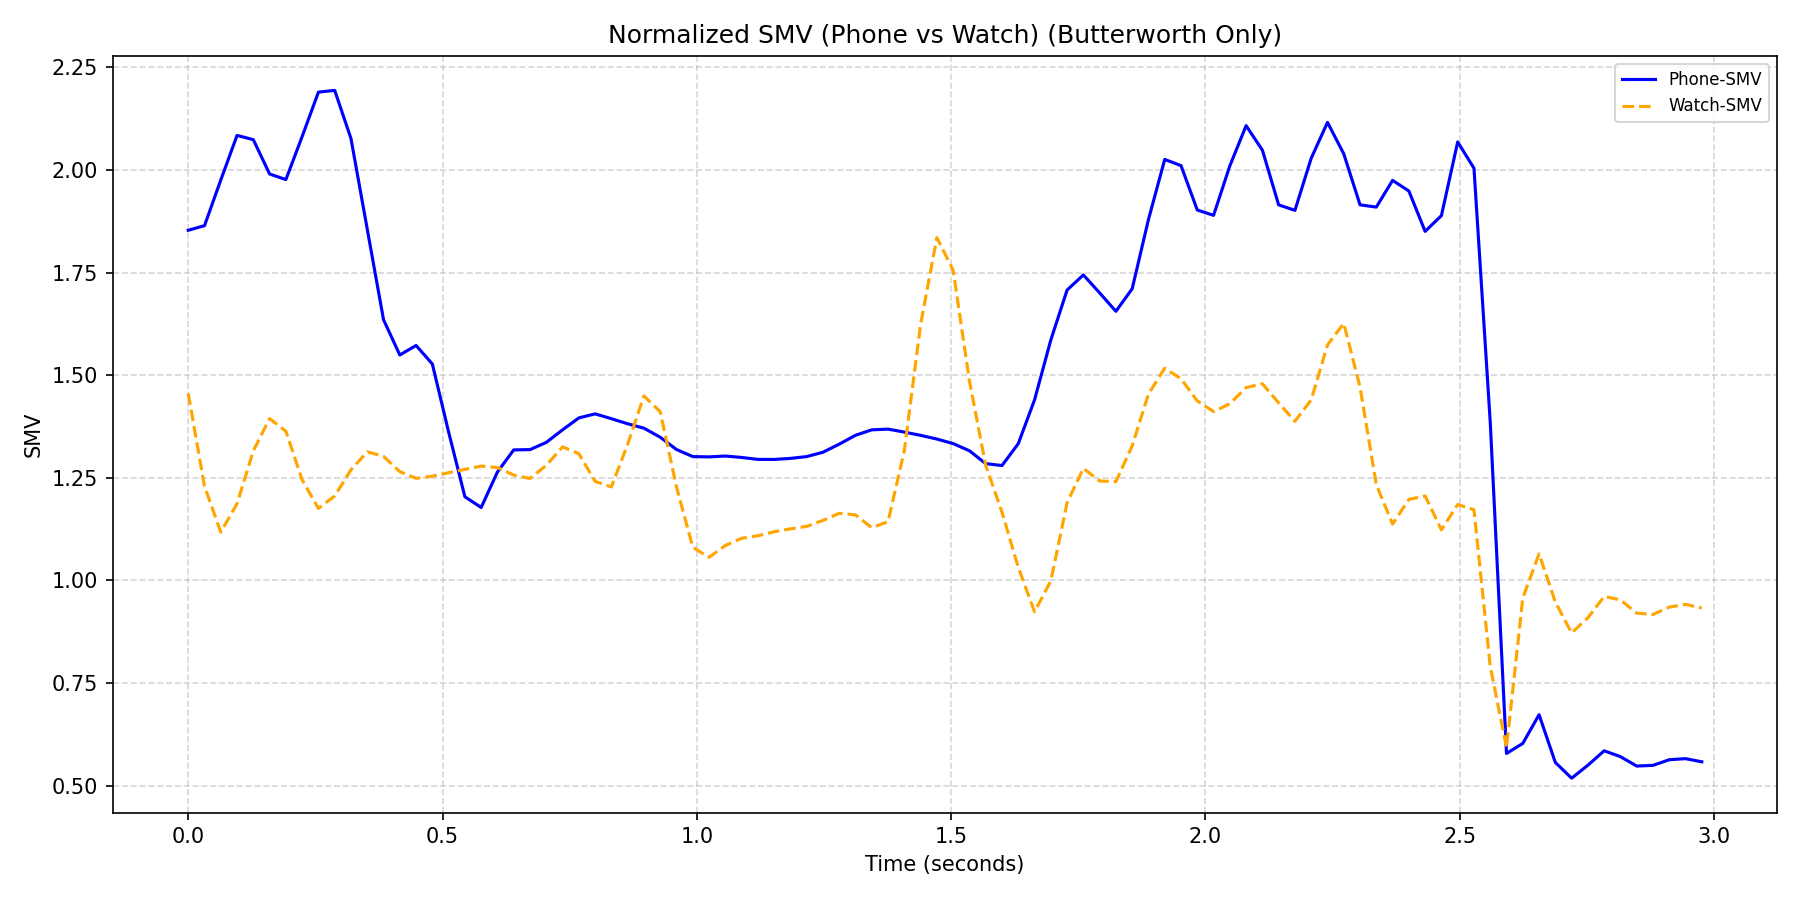 Normalized SMV (Phone vs Watch) (Butterworth Only)
Phone-SMV
Watch-SMV
SMV
2.25
2.00
1.75
1.50
1.25
1.00
0.75
0.50
0.0 0.5 1.0 1.5 2.0 2.5 3.0
Time (seconds)